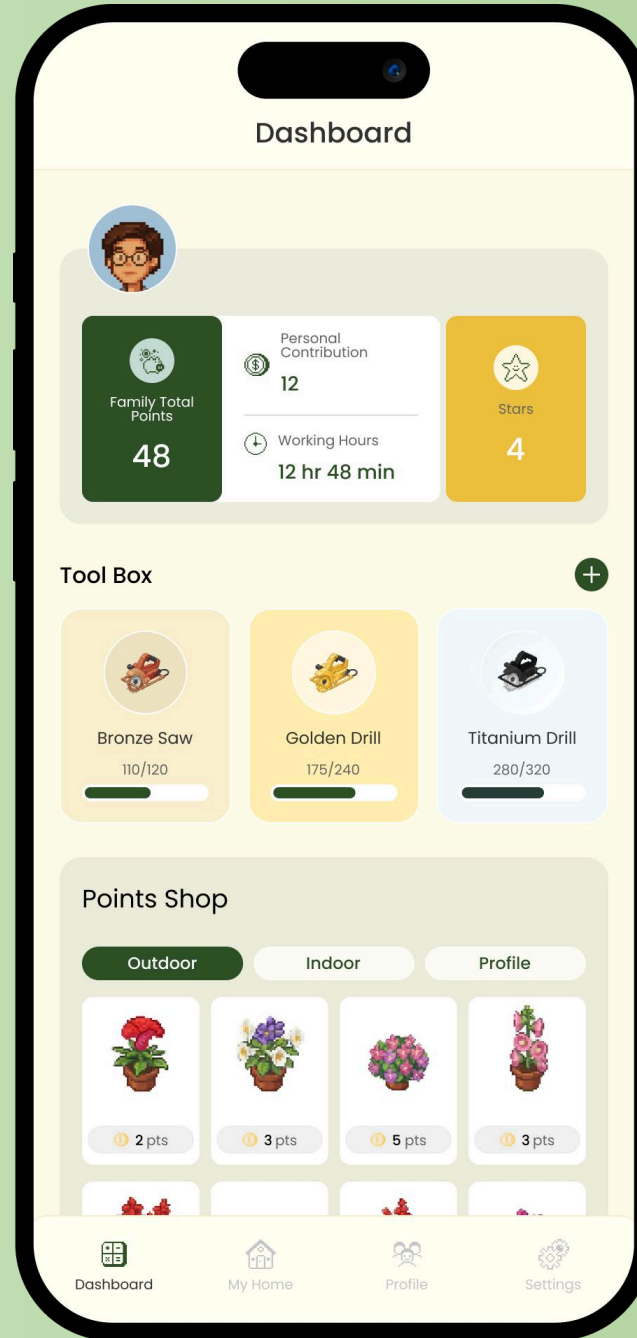 Dashboard
Family Total
Points
48
Personal
Contribution
12
Working Hours
12 hr 48 min
Stars
4
Tool Box
Bronze Saw
110/120
Golden Drill
175/240
Titanium Drill
280/320
Points Shop
Outdoor
Indoor
Profile
2 pts
3 pts
5 pts
3 pts
Dashboard
My Home
Profile
Settings